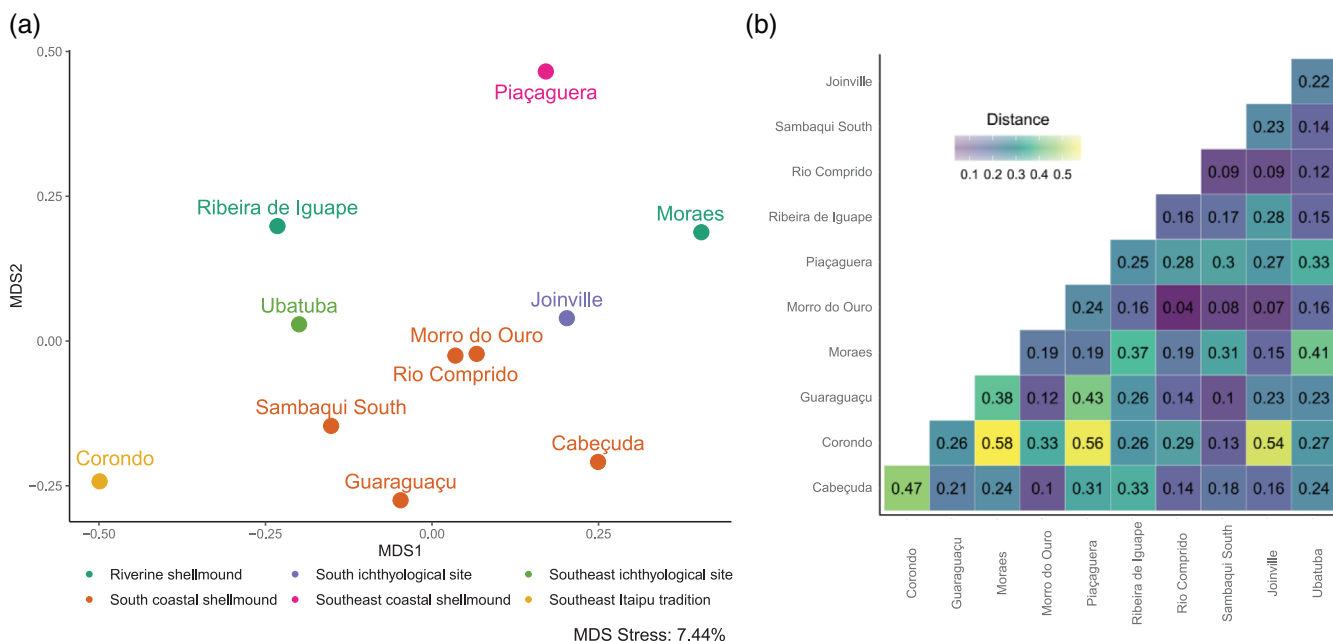 (a)
0.50
0.25
0.00
−0.25
MDS2
Piaçaguera
Ribeira de Iguape
Moraes
Ubatuba
Joinville
Morro do Ouro
Rio Comprido
Sambaqui South
Cabeçuda
Corondo
Guaraguaçu
−0.50
−0.25
0.00
0.25
MDS1
Riverine shellmound
South ichthyological site
Southeast ichthyological site
South coastal shellmound
Southeast coastal shellmound
Southeast Itaipu tradition
MDS Stress: 7.44%
(b)
Distance
0.1 0.2 0.3 0.4 0.5
Joinville 0.22
Sambaqui South 0.23 0.14
Rio Comprido 0.09 0.09 0.12
Ribeira de Iguape 0.16 0.17 0.28 0.15
Piaçaguera 0.25 0.28 0.3 0.27 0.33
Morro do Ouro 0.24 0.16 0.04 0.08 0.07 0.16
Moraes 0.19 0.19 0.37 0.19 0.31 0.15 0.41
Guaraguaçu 0.38 0.12 0.43 0.26 0.14 0.1 0.23 0.23
Corondo 0.26 0.58 0.33 0.56 0.26 0.29 0.13 0.54 0.27
Cabeçuda 0.47 0.21 0.24 0.1 0.31 0.33 0.14 0.18 0.16 0.24
Corondo
Guaraguaçu
Moraes
Morro do Ouro
Piaçaguera
Ribeira de Iguape
Rio Comprido
Sambaqui South
Joinville
Ubatuba